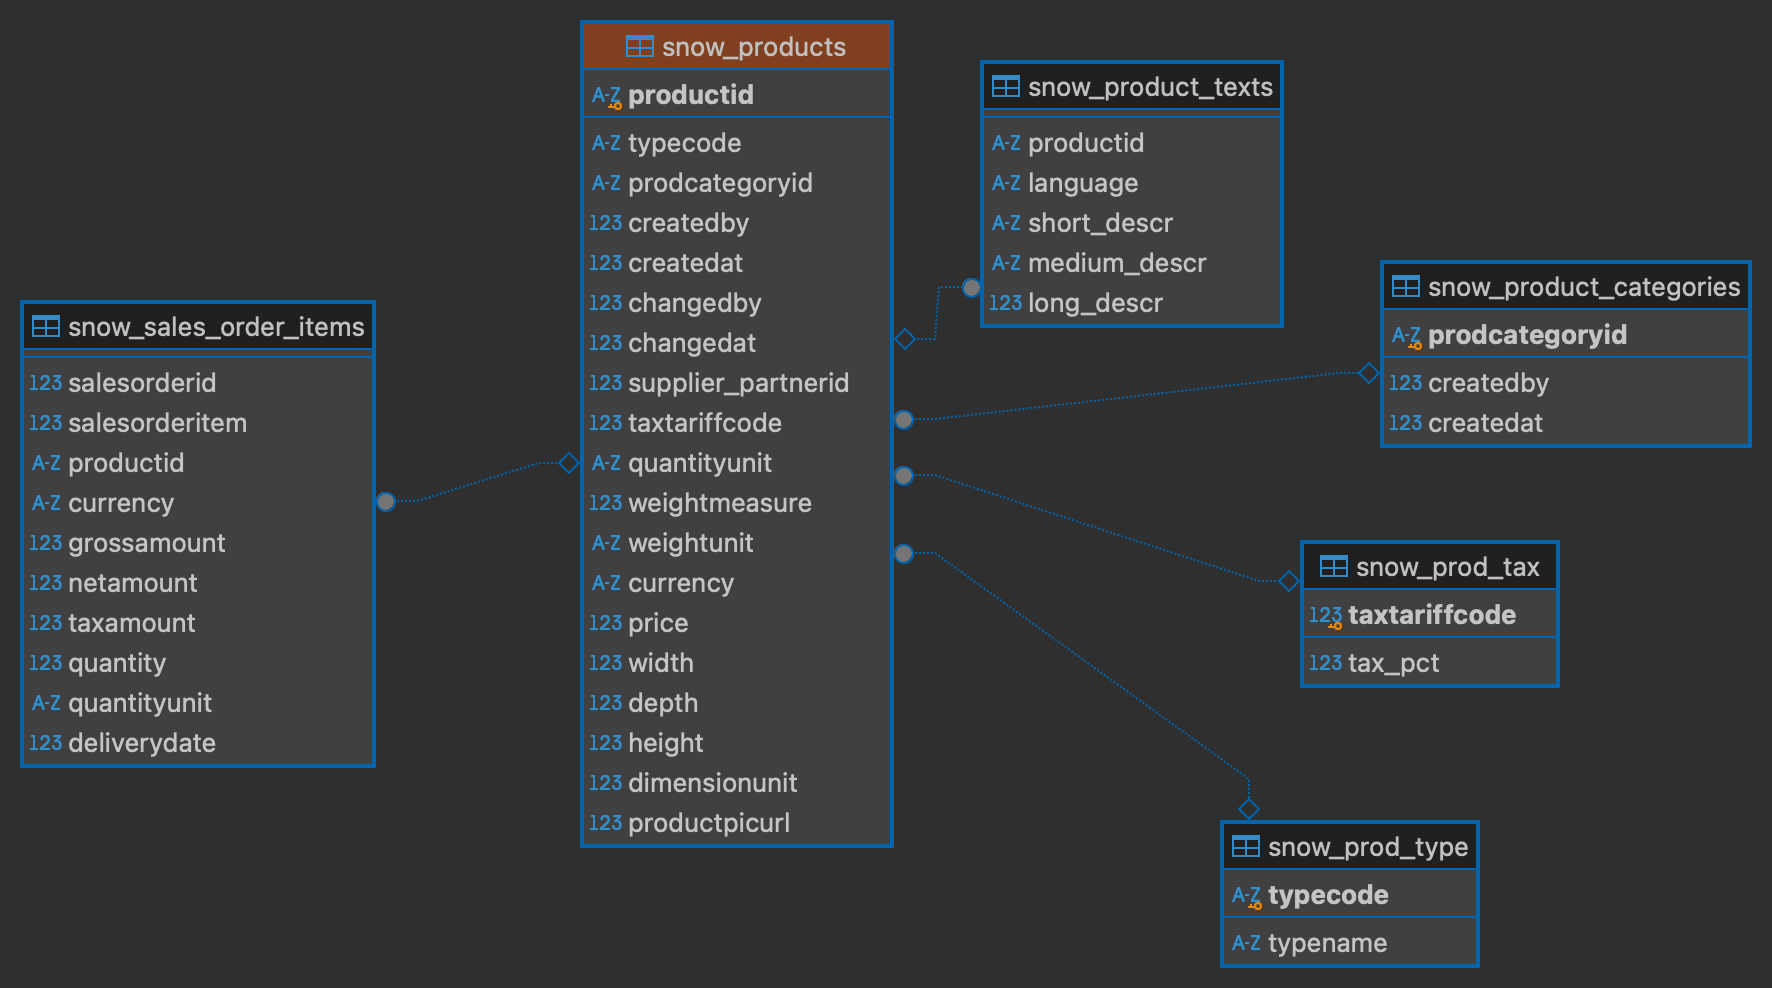 snow_sales_order_items
123 salesorderid
123 salesorderitem
A-Z productid
A-Z currency
123 grossamount
123 netamount
123 taxamount
123 quantity
A-Z quantityunit
123 deliverydate
snow_products
A-Z productid
A-Z typecode
A-Z prodcategoryid
123 createdby
123 createdat
123 changedby
123 changedat
123 supplier_partnerid
123 taxtariffcode
A-Z quantityunit
123 weightmeasure
A-Z weightunit
A-Z currency
123 price
123 width
123 depth
123 height
123 dimensionunit
123 productpicurl
snow_product_texts
A-Z productid
A-Z language
A-Z short_descr
A-Z medium_descr
123 long_descr
snow_product_categories
A-Z prodcategoryid
123 createdby
123 createdat
snow_prod_tax
123 taxtariffcode
123 tax_pct
snow_prod_type
A-Z typecode
A-Z typename